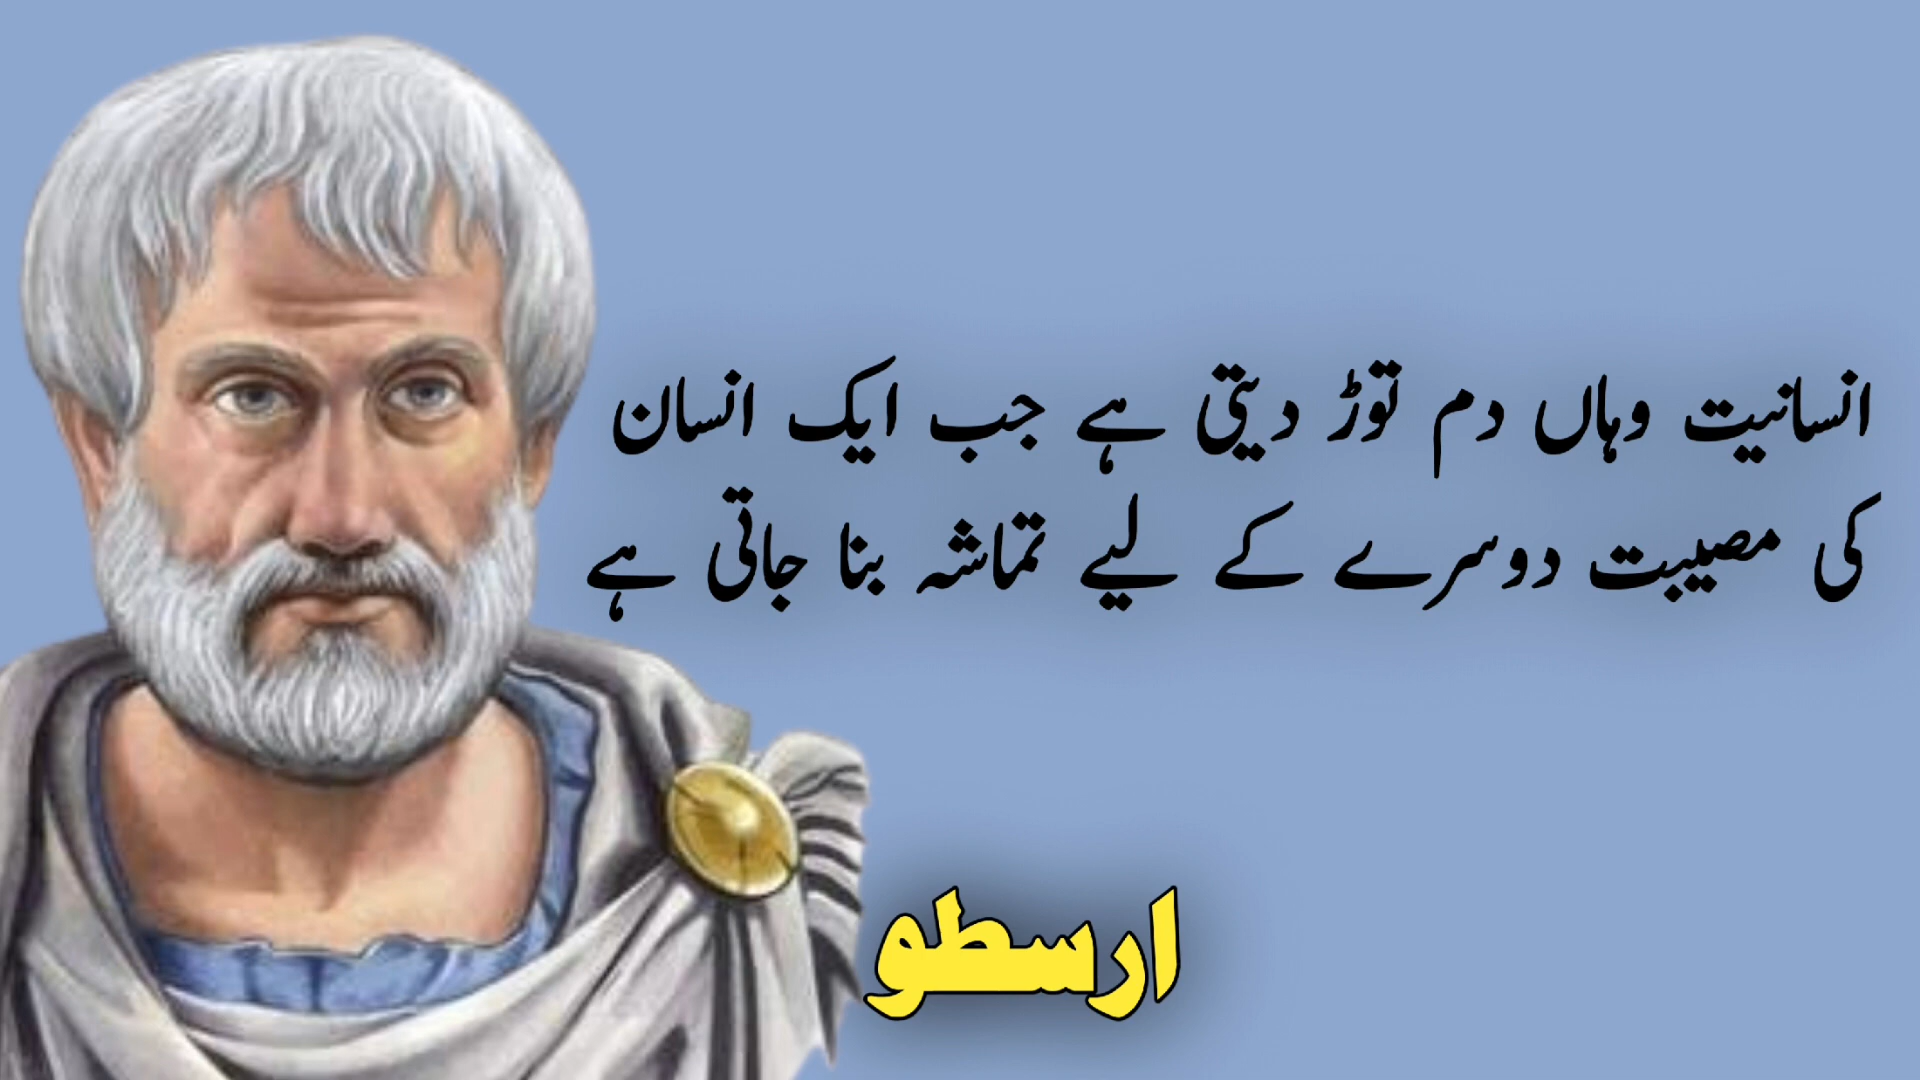 انسانیت وہاں دم توڑ دیتی ہے جب ایک انسان
کی مصیبت دوسرے کے لیے تماشہ بنا جاتی ہے
ارسطو